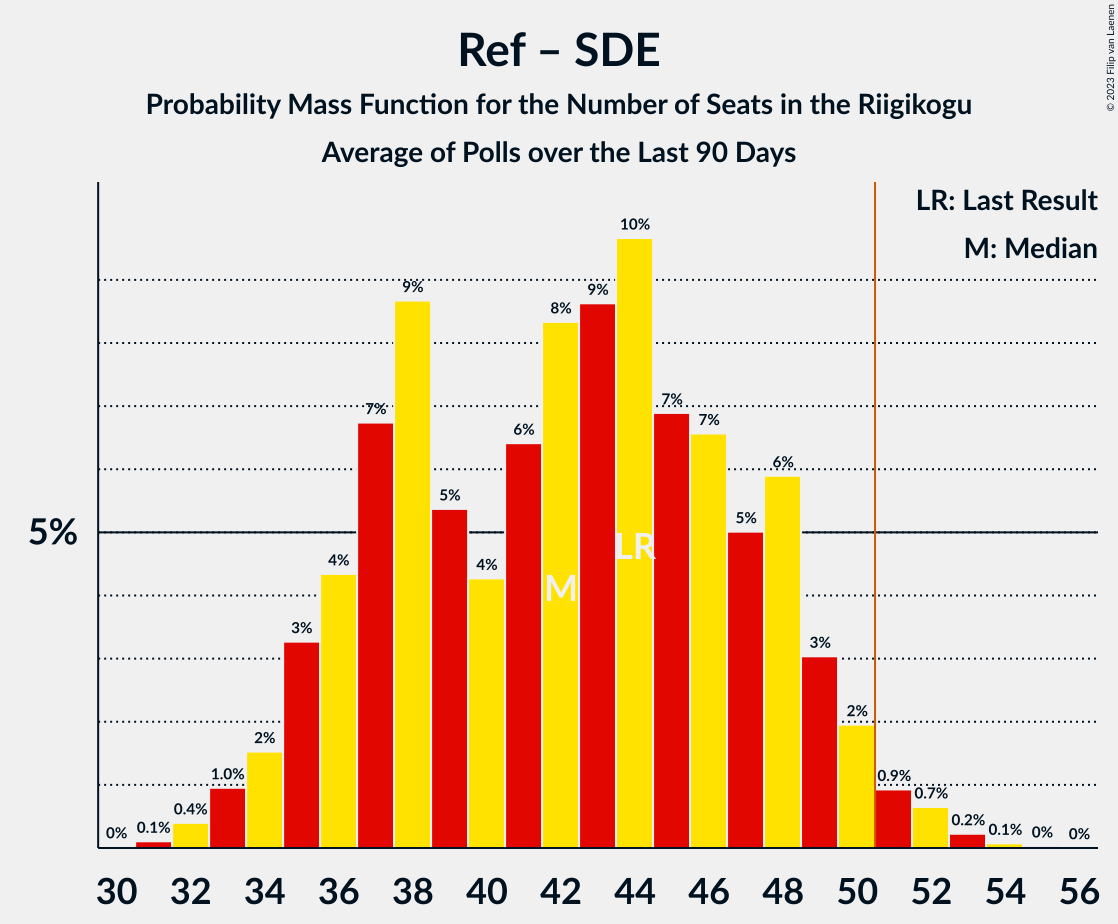 Ref – SDE
Probability Mass Function for the Number of Seats in the Riigikogu
Average of Polls over the Last 90 Days
© 2023 Filip van Laenen
LR: Last Result
M: Median
5%
0% 0.1% 0.4% 1.0% 2% 3% 4% 7% 9% 5% 4% 6% 8% 9% 10% 7% 7% 5% 6% 3% 2% 0.9% 0.7% 0.2% 0.1% 0% 0%
M LR
30 32 34 36 38 40 42 44 46 48 50 52 54 56